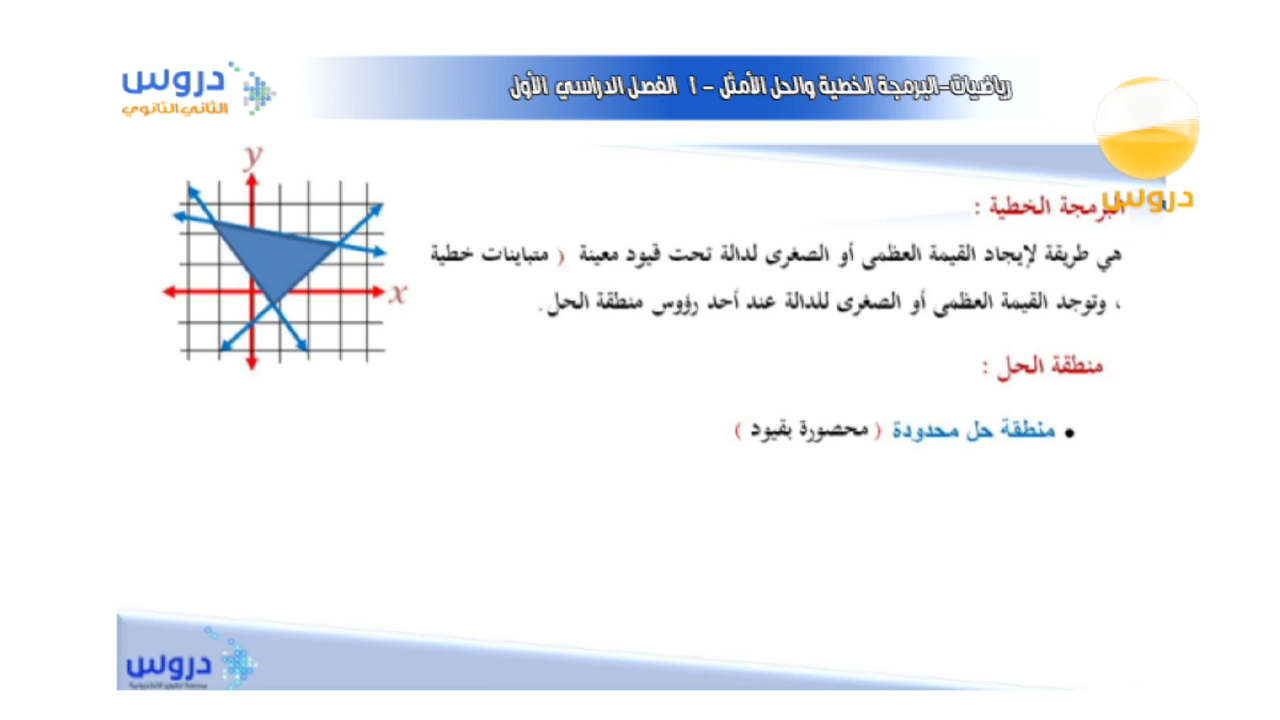 رياضيات-البرمجة الخطية والحل الأمثل - ٢ الفصل الدراسي الأول
دروس
الثاني الثانوي
دروس
البرمجة الخطية :
هي طريقة لإيجاد القيمة العظمى أو الصغرى لدالة تحت قيود معينة ( متباينات خطية
، وتوجد القيمة العظمى أو الصغرى للدالة عند أحد رؤوس منطقة الحل .
y
x
منطقة الحل :
• منطقة حل محدودة ( محصورة بقيود )
دروس